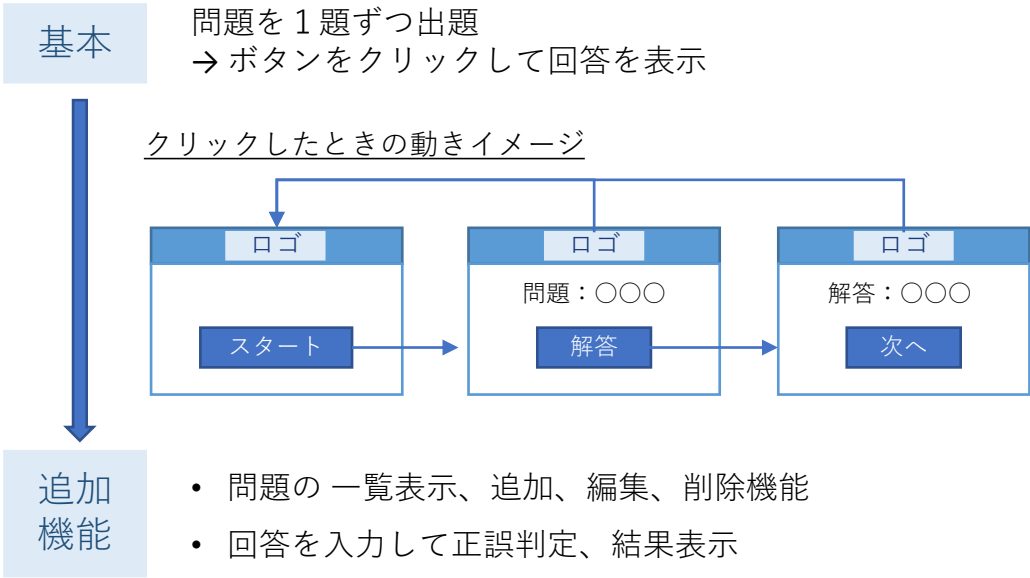 基本
問題を１題ずつ出題
→ ボタンをクリックして回答を表示
クリックしたときの動きイメージ
ロゴ
スタート
ロゴ
問題：○○○
解答
ロゴ
解答：○○○
次へ
追加
機能
• 問題の 一覧表示、追加、編集、削除機能
• 回答を入力して正誤判定、結果表示